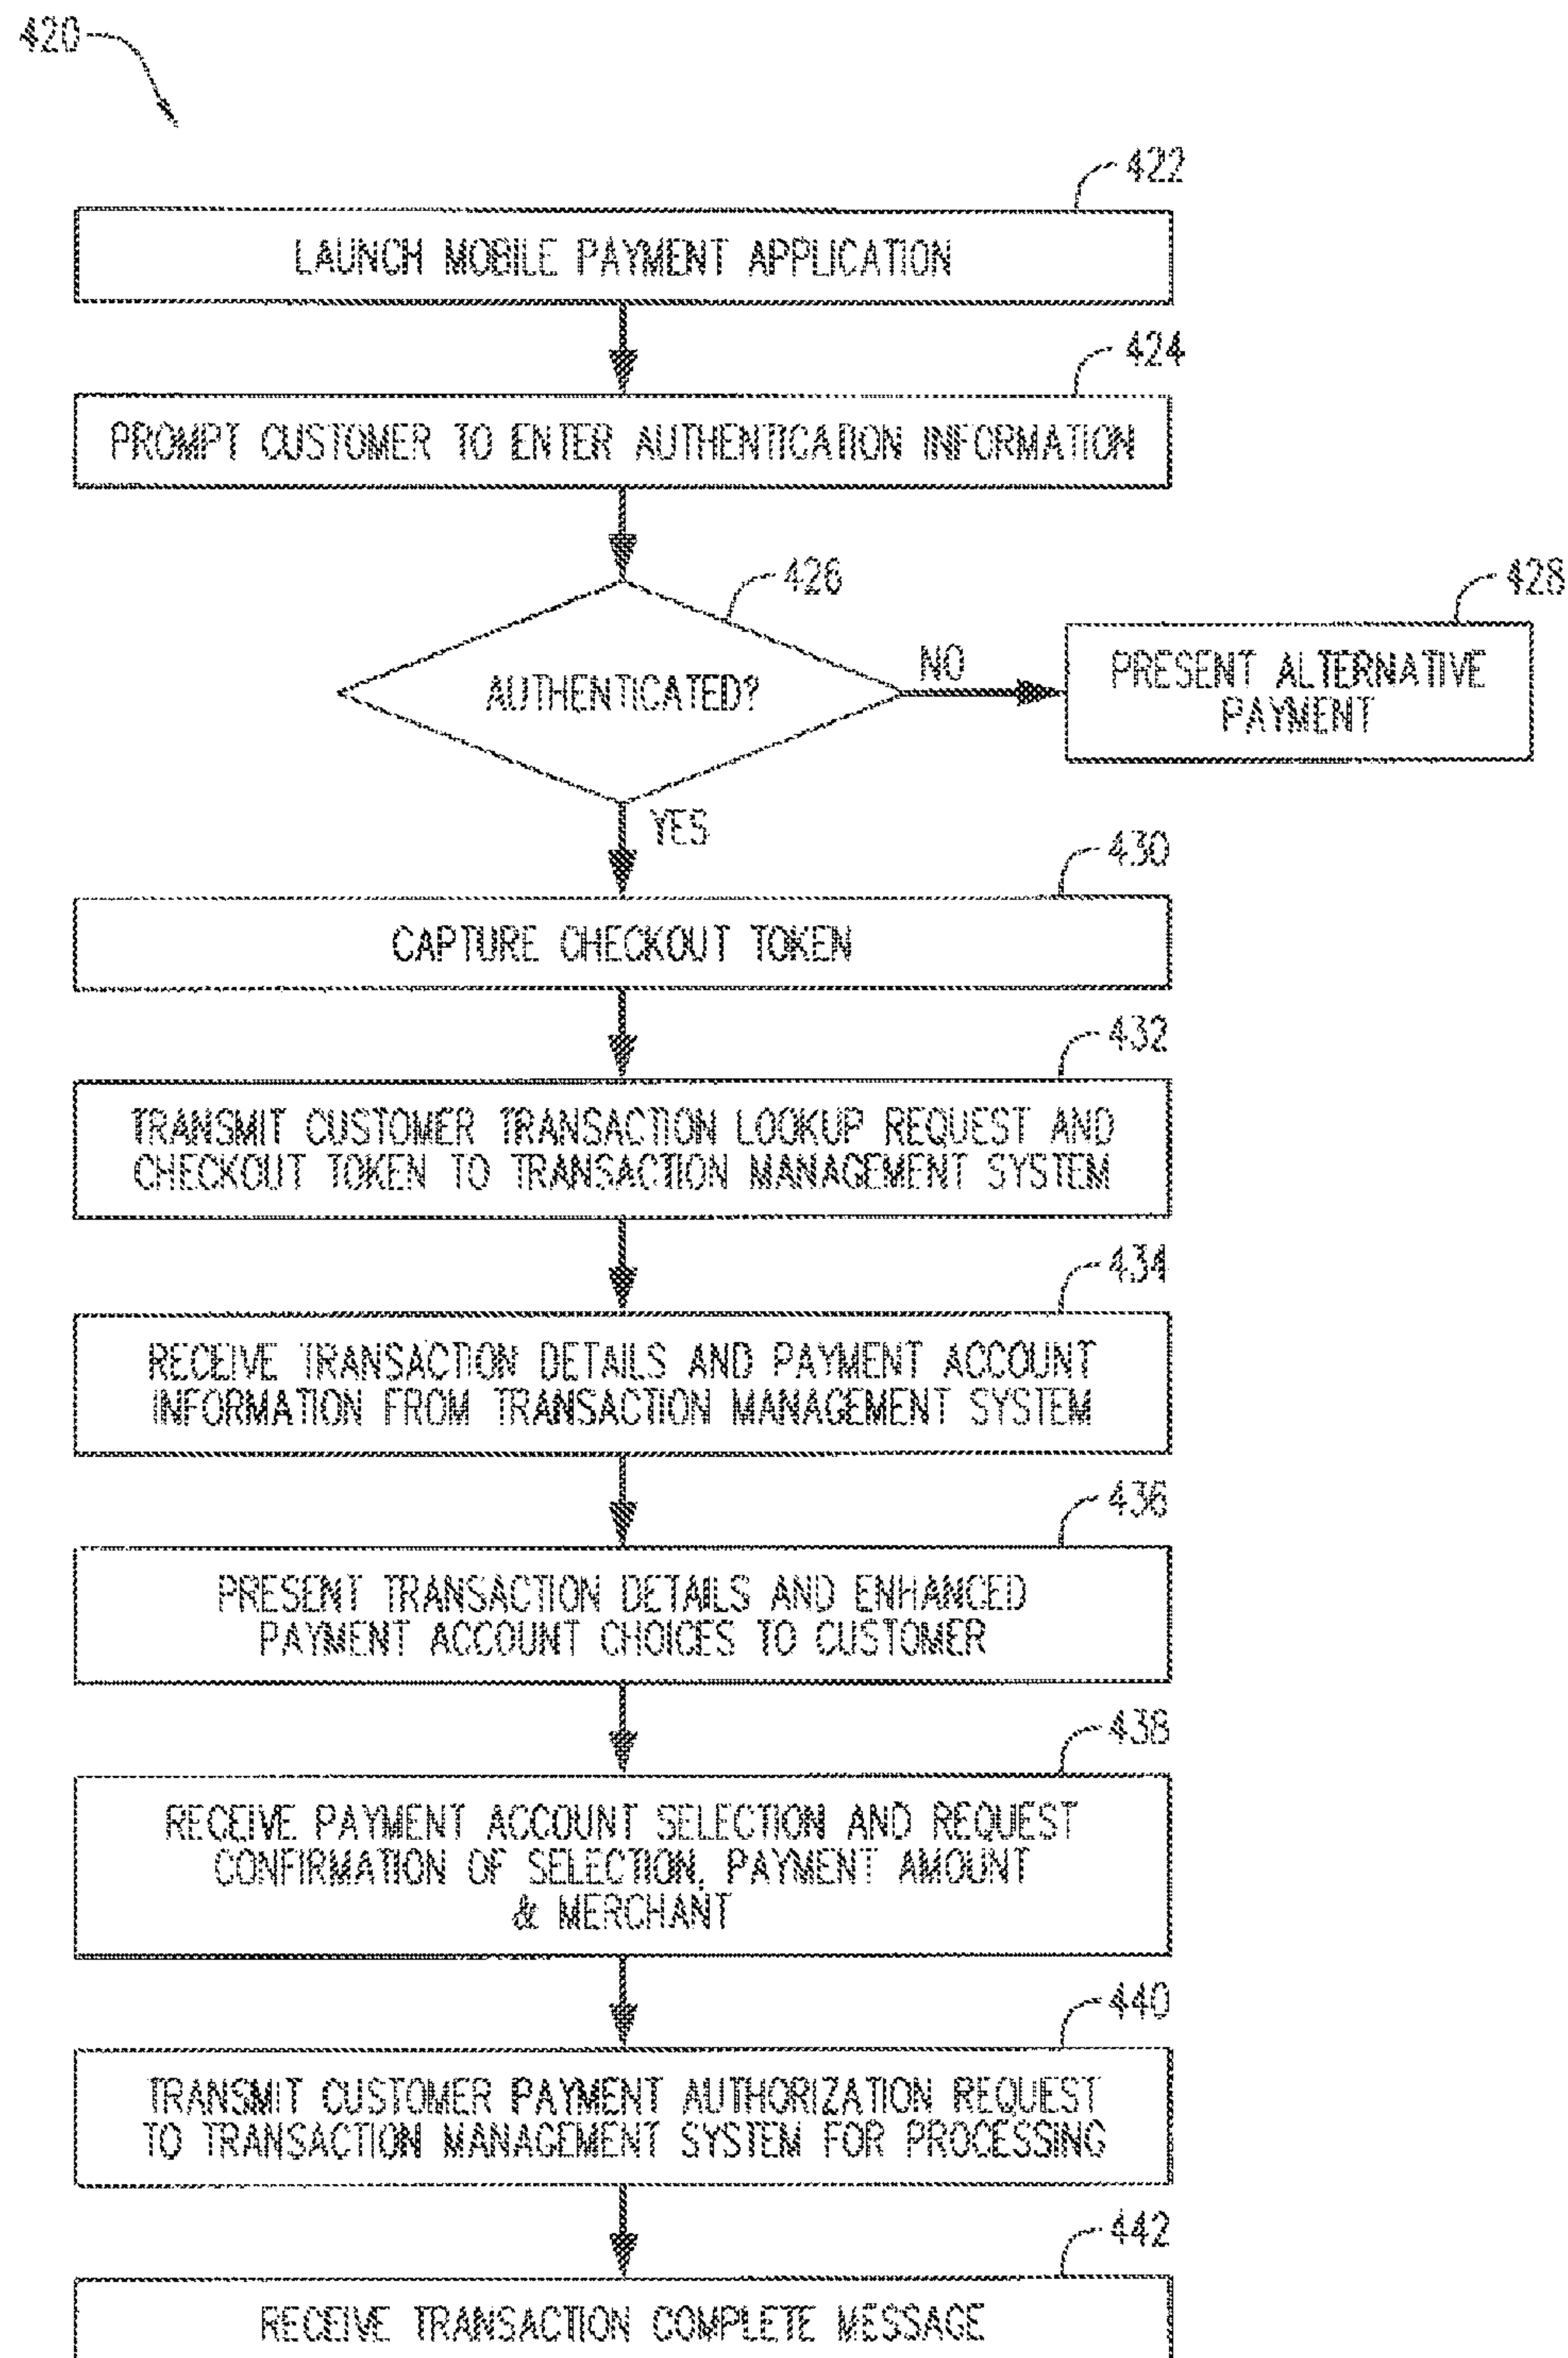 420
422
LAUNCH MOBILE PAYMENT APPLICATION
424
PROMPT CUSTOMER TO ENTER AUTHENTICATION INFORMATION
426
AUTHENTICATED?
NO
428
PRESENT ALTERNATIVE
PAYMENT
YES
430
CAPTURE CHECKOUT TOKEN
432
TRANSMIT CUSTOMER TRANSACTION LOOKUP REQUEST AND
CHECKOUT TOKEN TO TRANSACTION MANAGEMENT SYSTEM
434
RECEIVE TRANSACTION DETAILS AND PAYMENT ACCOUNT
INFORMATION FROM TRANSACTION MANAGEMENT SYSTEM
436
PRESENT TRANSACTION DETAILS AND ENHANCED
PAYMENT ACCOUNT CHOICES TO CUSTOMER
438
RECEIVE PAYMENT ACCOUNT SELECTION AND REQUEST
CONFIRMATION OF SELECTION, PAYMENT AMOUNT
& MERCHANT
440
TRANSMIT CUSTOMER PAYMENT AUTHORIZATION REQUEST
TO TRANSACTION MANAGEMENT SYSTEM FOR PROCESSING
442
RECEIVE TRANSACTION COMPLETE MESSAGE